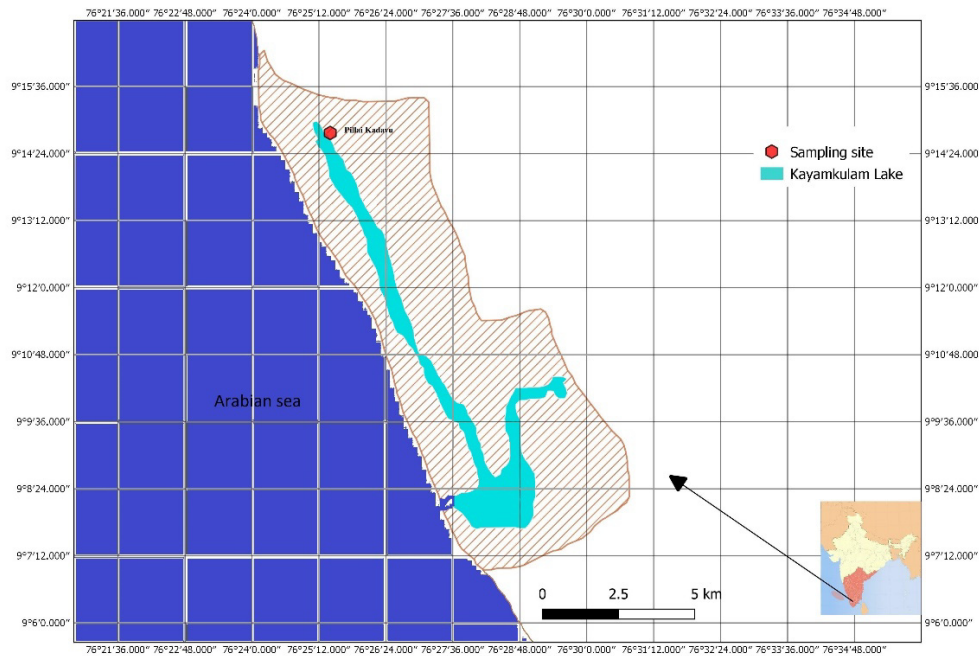 76°21'36.000" 76°22'48.000" 76°24'0.000" 76°25'12.000" 76°26'24.000" 76°27'36.000" 76°28'48.000" 76°30'0.000" 76°31'12.000" 76°33'36.000" 76°34'48.000"
9°15'36.000" 9°15'36.000"
Pillai Kadavu
9°14'24.000" 9°14'24.000"
Sampling site
Kayamkulam Lake
9°13'12.000" 9°13'12.000"
9°12'0.000" 9°12'0.000"
9°10'48.000" 9°10'48.000"
Arabian sea
9°9'36.000" 9°9'36.000"
9°8'24.000" 9°8'24.000"
9°7'12.000" 9°7'12.000"
0 2.5 5 km
9°6'0.000" 9°6'0.000"
76°21'36.000" 76°22'48.000" 76°24'0.000" 76°25'12.000" 76°26'24.000" 76°27'36.000" 76°28'48.000" 76°30'0.000" 76°31'12.000" 76°33'36.000" 76°34'48.000"